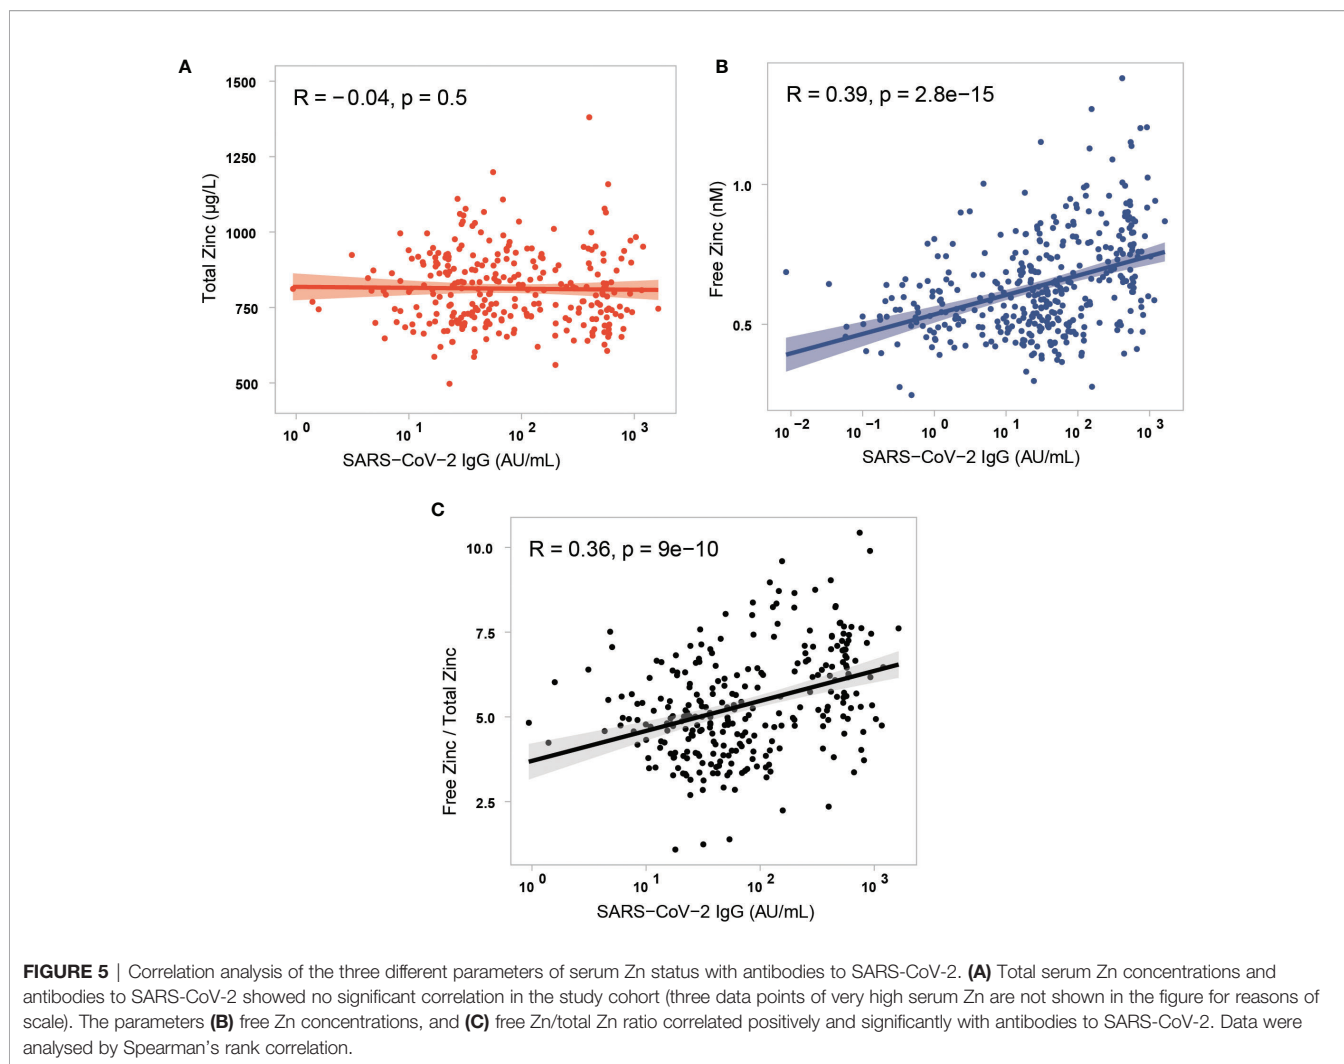 A
R = −0.04, p = 0.5
1500
1250
1000
750
500
Total Zinc (µg/L)
10 0
10 1
10 2
10 3
SARS−CoV−2 IgG (AU/mL)
B
R = 0.39, p = 2.8e−15
1.0
0.5
Free Zinc (nM)
10 −2
10 −1
10 0
10 1
10 2
10 3
SARS−CoV−2 IgG (AU/mL)
C
R = 0.36, p = 9e−10
10.0
7.5
5.0
2.5
Free Zinc / Total Zinc
10 0
10 1
10 2
10 3
SARS−CoV−2 IgG (AU/mL)
FIGURE 5 | Correlation analysis of the three different parameters of serum Zn status with antibodies to SARS-CoV-2. (A) Total serum Zn concentrations and
antibodies to SARS-CoV-2 showed no significant correlation in the study cohort (three data points of very high serum Zn are not shown in the figure for reasons of
scale). The parameters (B) free Zn concentrations, and (C) free Zn/total Zn ratio correlated positively and significantly with antibodies to SARS-CoV-2. Data were
analysed by Spearman’s rank correlation.